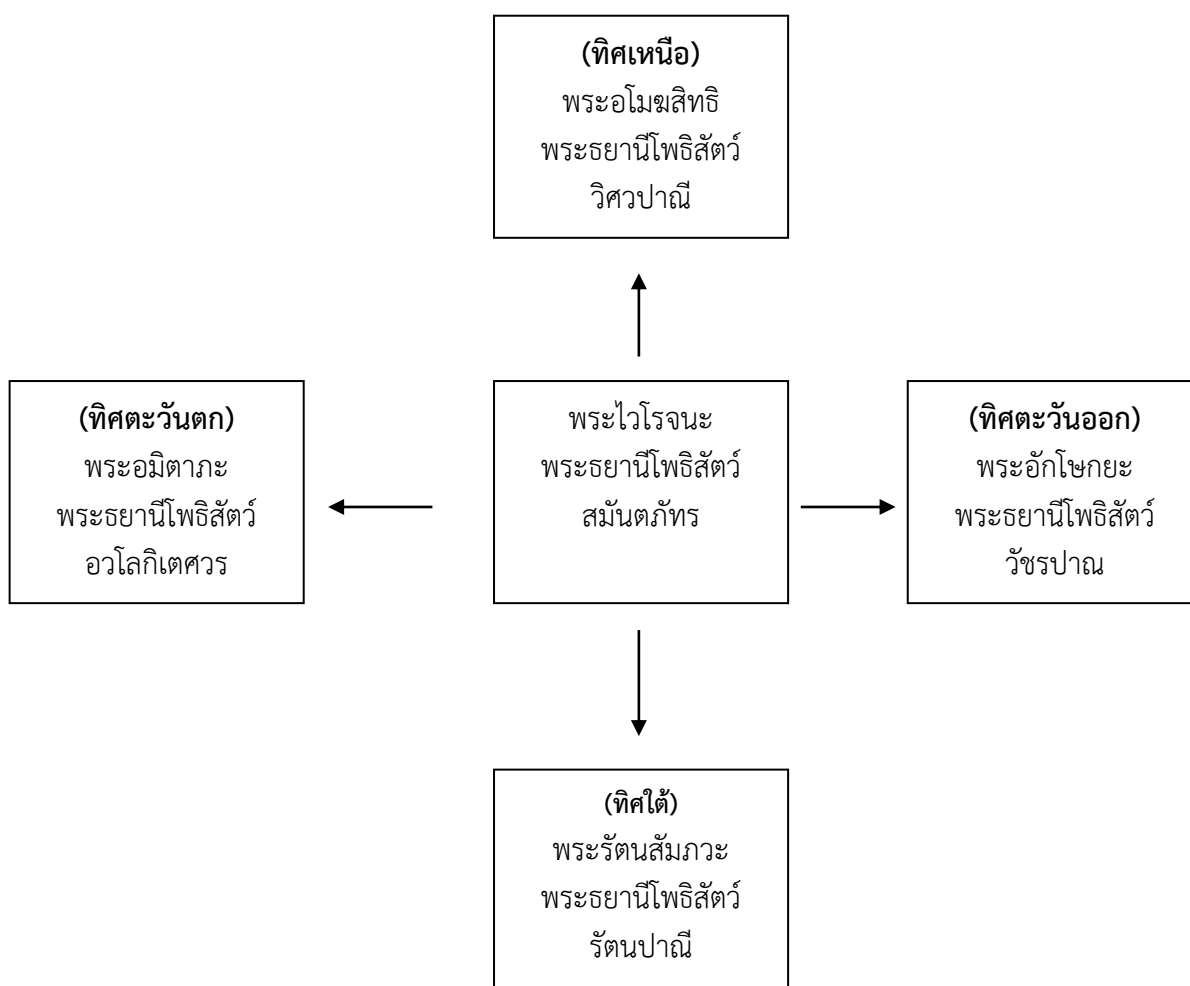 (ทิศเหนือ)
พระอโมฆสิทธิ
พระธยานีโพธิสัตว์
วิศวปาณี
(ทิศตะวันตก)
พระอมิตาภะ
พระธยานีโพธิสัตว์
อวโลกิเตศวร
พระไวโรจนะ
พระธยานีโพธิสัตว์
สมันตภัทร
(ทิศตะวันออก)
พระอักโษกยะ
พระธยานีโพธิสัตว์
วัชรปาณ
(ทิศใต้)
พระรัตนสัมภวะ
พระธยานีโพธิสัตว์
รัตนปาณี